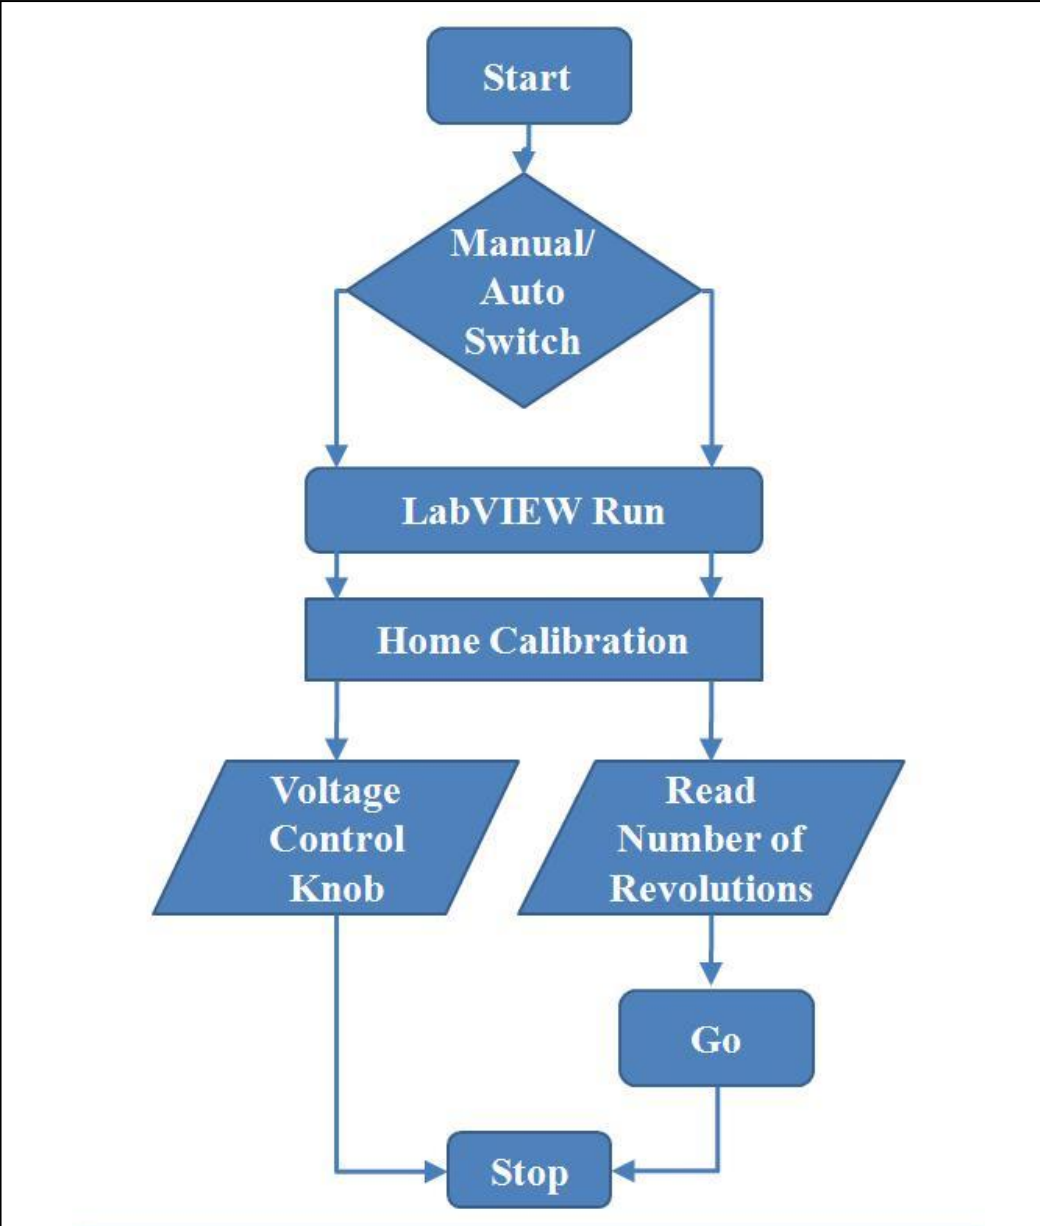 Start
Manual/
Auto
Switch
LabVIEW Run
Home Calibration
Voltage
Control
Knob
Read
Number of
Revolutions
Go
Stop